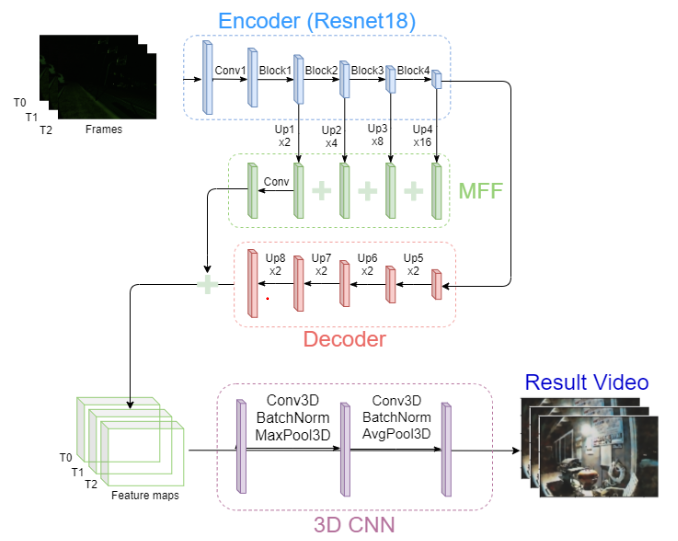 Encoder (Resnet18)
Conv1
Block1
Block2
Block3
Block4
T0
T1
T2
Frames
Up1
x2
Up2
x4
Up3
x8
Up4
x16
Conv
MFF
Up8
x2
Up7
x2
Up6
x2
Up5
x2
Decoder
Result Video
Conv3D
BatchNorm
MaxPool3D
Conv3D
BatchNorm
AvgPool3D
T0
T1
T2
Feature maps
3D CNN